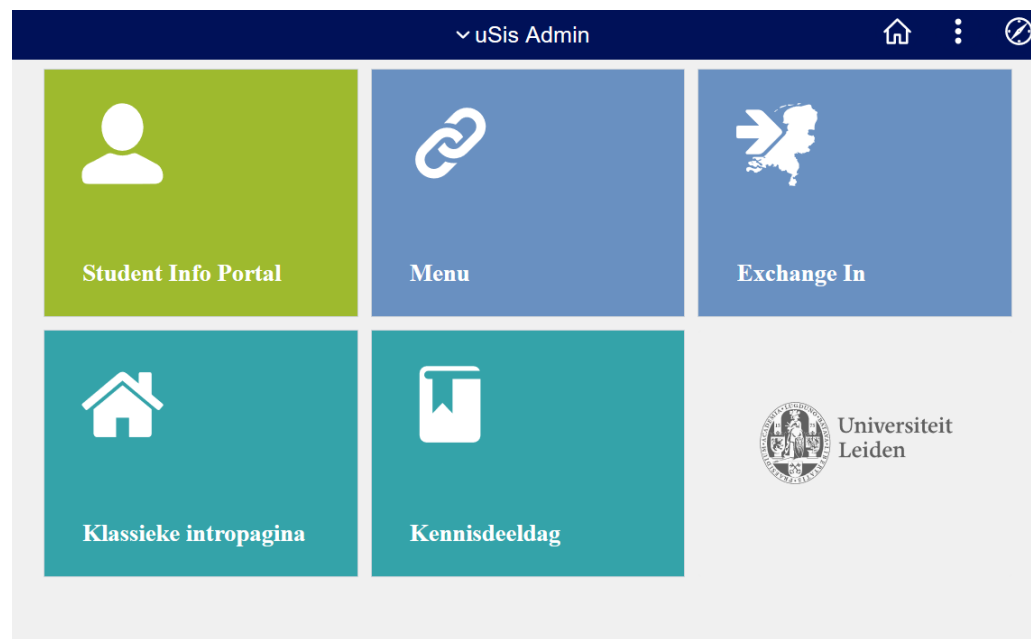 uSis Admin
Student Info Portal
Menu
Exchange In
Klassieke intropagina
Kennisdeeldag
Universiteit
Leiden